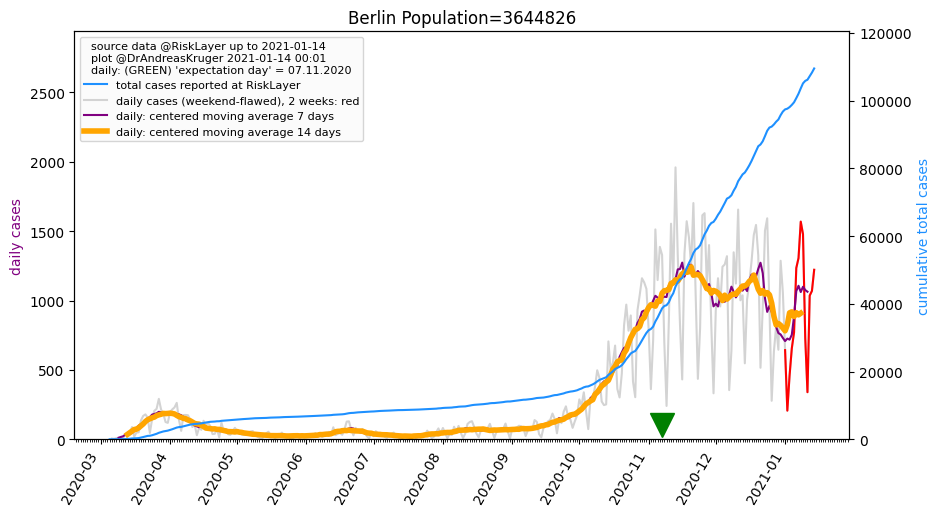 Berlin Population=3644826
source data @RiskLayer up to 2021-01-14
plot @DrAndreasKruger 2021-01-14 00:01
daily: (GREEN) 'expectation day' = 07.11.2020
total cases reported at RiskLayer
daily cases (weekend-flawed), 2 weeks: red
daily: centered moving average 7 days
daily: centered moving average 14 days
daily cases
2500
2000
1500
1000
500
0
120000
100000
80000
60000
40000
20000
0
cumulative total cases
2020-03
2020-04
2020-05
2020-06
2020-07
2020-08
2020-09
2020-10
2020-11
2020-12
2021-01